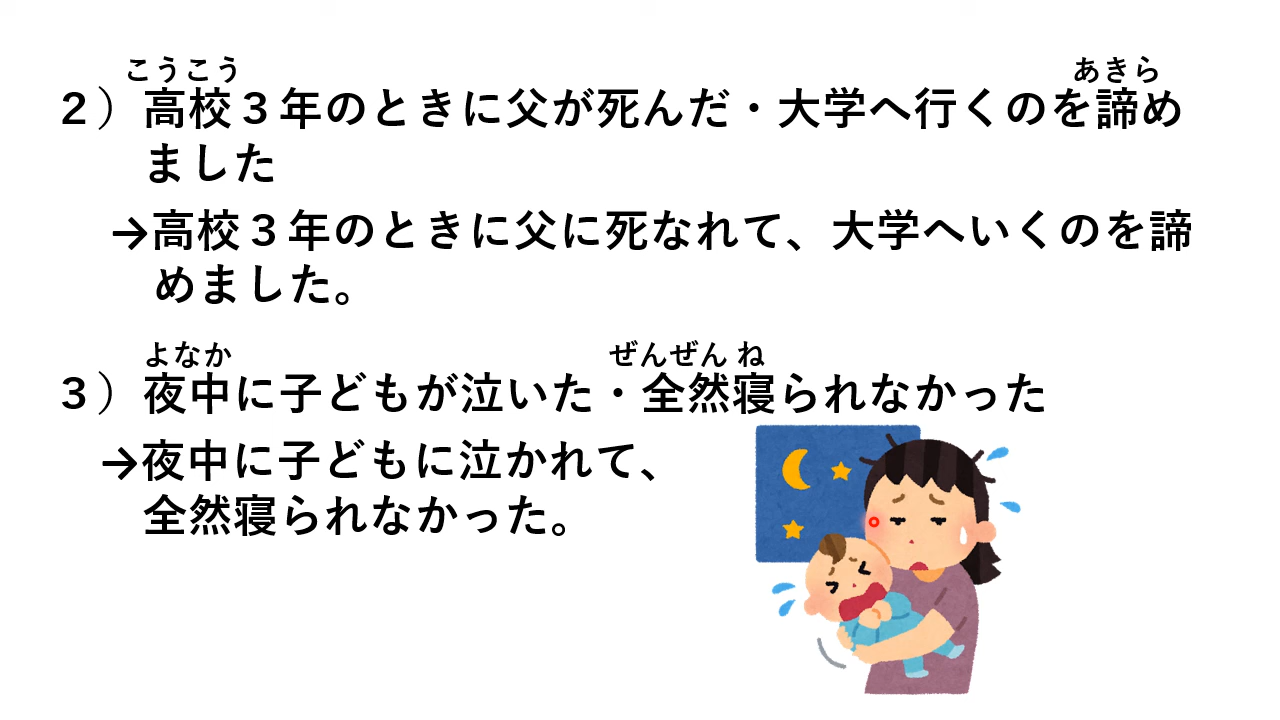 こうこう あきら
２）高校３年のときに父が死んだ・大学へ行くのを諦め
ました
→高校３年のときに父に死なれて、大学へいくのを諦
めました。
よなか ぜんぜん ね
３）夜中に子どもが泣いた・全然寝られなかった
→夜中に子どもに泣かれて、
全然寝られなかった。